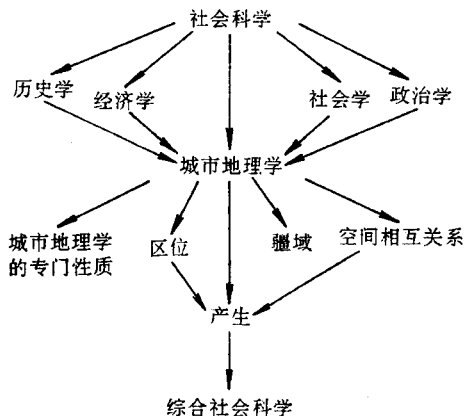 社会科学
历史学
经济学
社会学
政治学
城市地理学
城市地理学
的专门性质
区位
疆域
空间相互关系
产生
综合社会科学